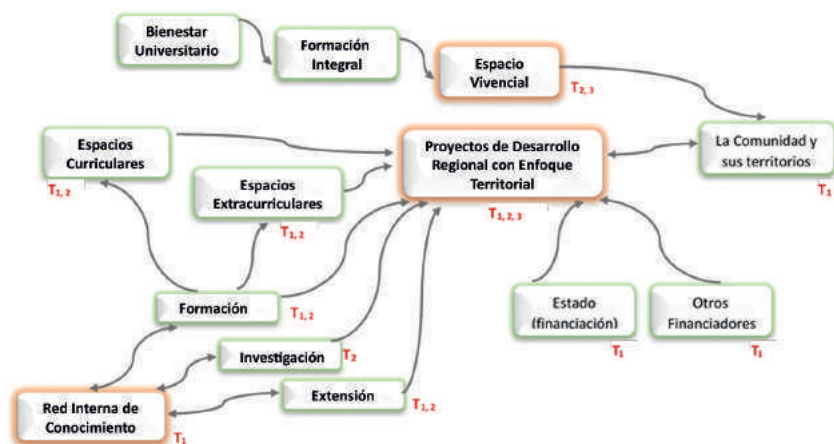 Bienestar
Universitario
Formación
Integral
Espacio
Vivencial
T2, 3
Espacios
Curriculares
T1, 2
Espacios
Extracurriculares
T1, 2
Proyectos de Desarrollo
Regional con Enfoque
Territorial
T1, 2, 3
La Comunidad y
sus territorios
T1
Formación
T1, 2
Estado
(financiación)
T1
Otros
Financiadores
T1
Investigación
T2
Extensión
T1, 2
Red Interna de
Conocimiento
T1